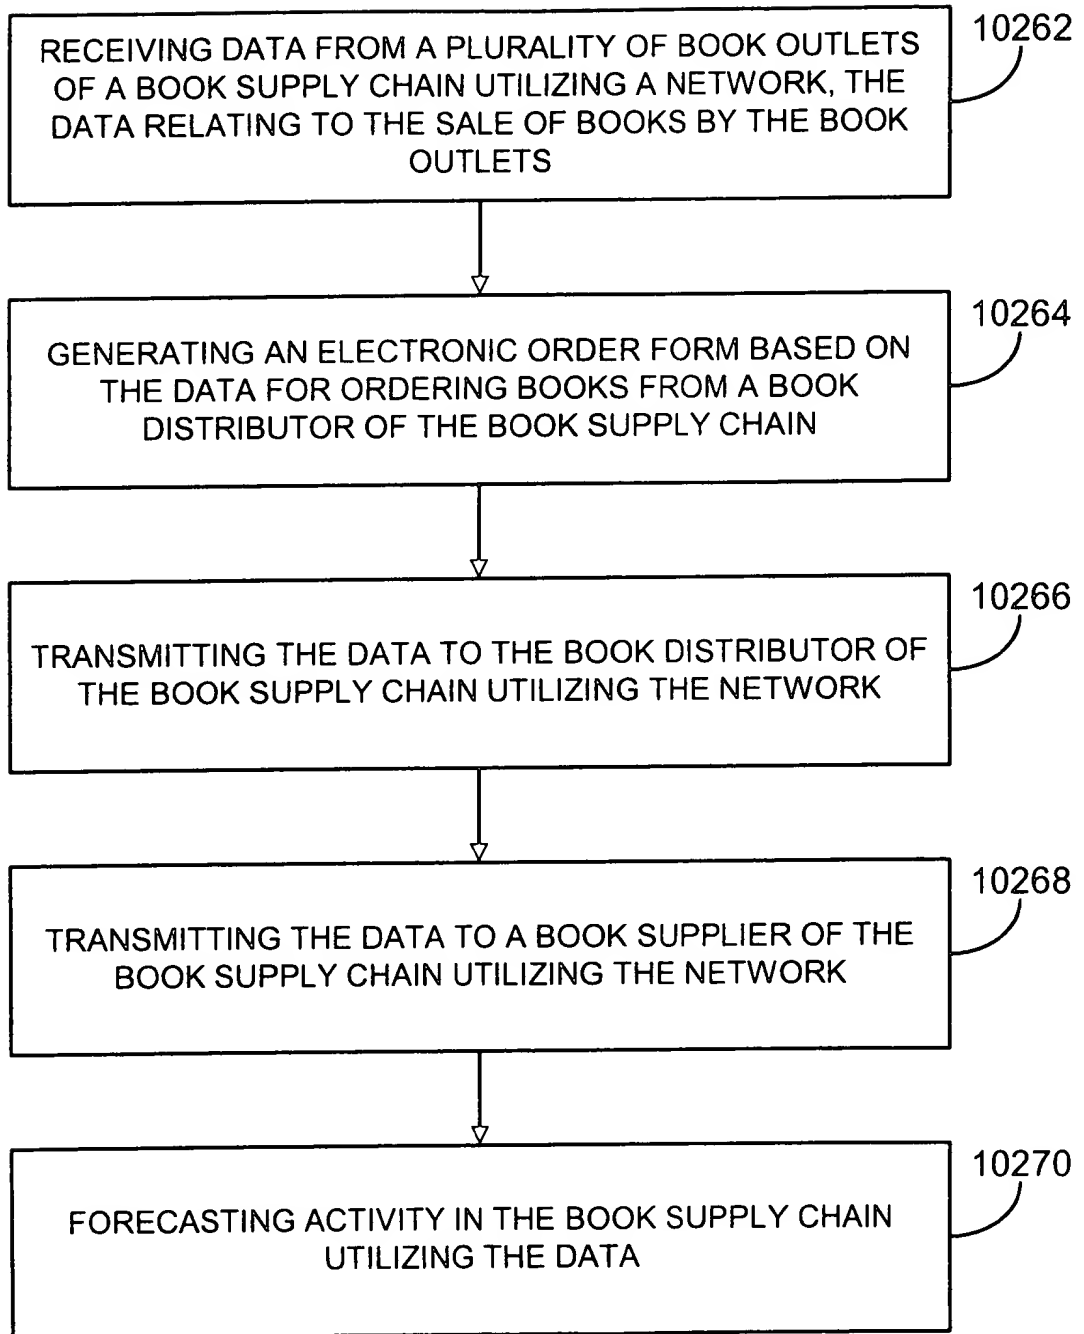 10262
RECEIVING DATA FROM A PLURALITY OF BOOK OUTLETS
OF A BOOK SUPPLY CHAIN UTILIZING A NETWORK, THE
DATA RELATING TO THE SALE OF BOOKS BY THE BOOK
OUTLETS
10264
GENERATING AN ELECTRONIC ORDER FORM BASED ON
THE DATA FOR ORDERING BOOKS FROM A BOOK
DISTRIBUTOR OF THE BOOK SUPPLY CHAIN
10266
TRANSMITTING THE DATA TO THE BOOK DISTRIBUTOR OF
THE BOOK SUPPLY CHAIN UTILIZING THE NETWORK
10268
TRANSMITTING THE DATA TO A BOOK SUPPLIER OF THE
BOOK SUPPLY CHAIN UTILIZING THE NETWORK
10270
FORECASTING ACTIVITY IN THE BOOK SUPPLY CHAIN
UTILIZING THE DATA